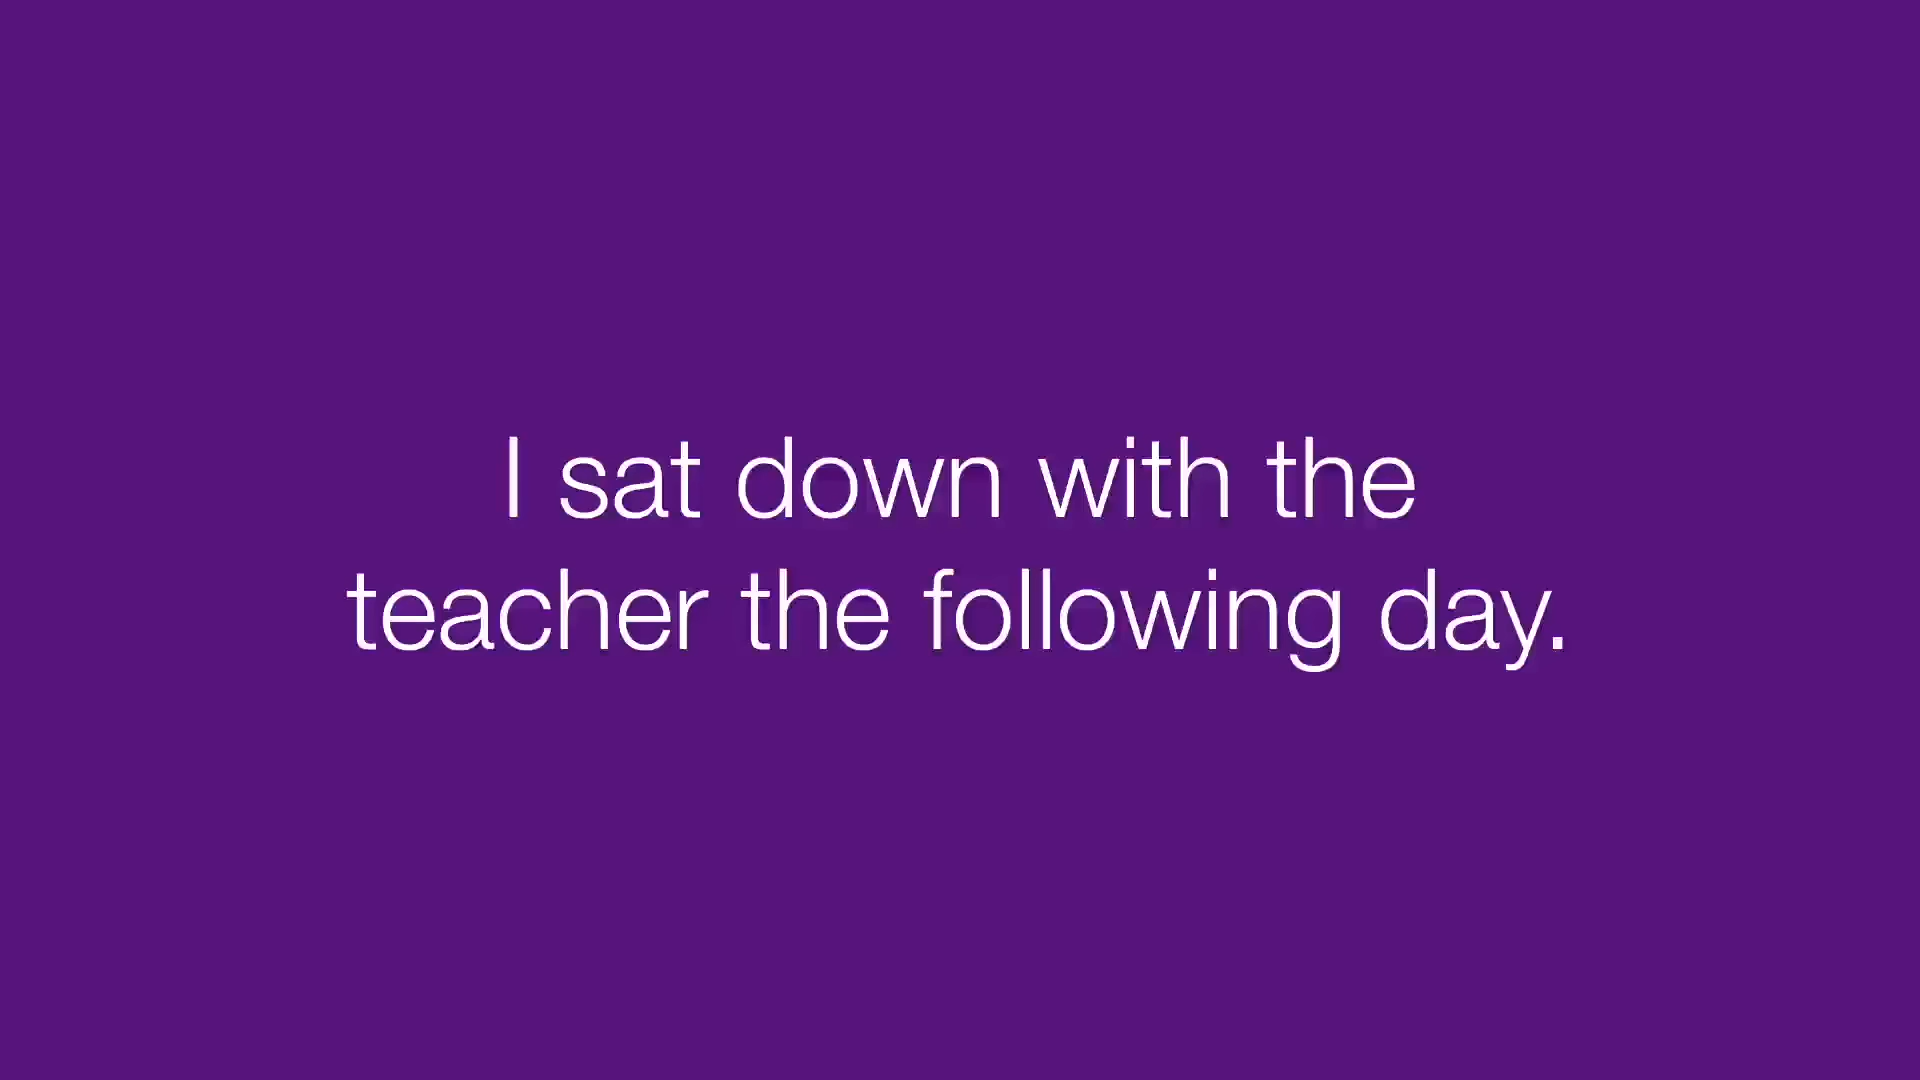 I sat down with the
teacher the following day.